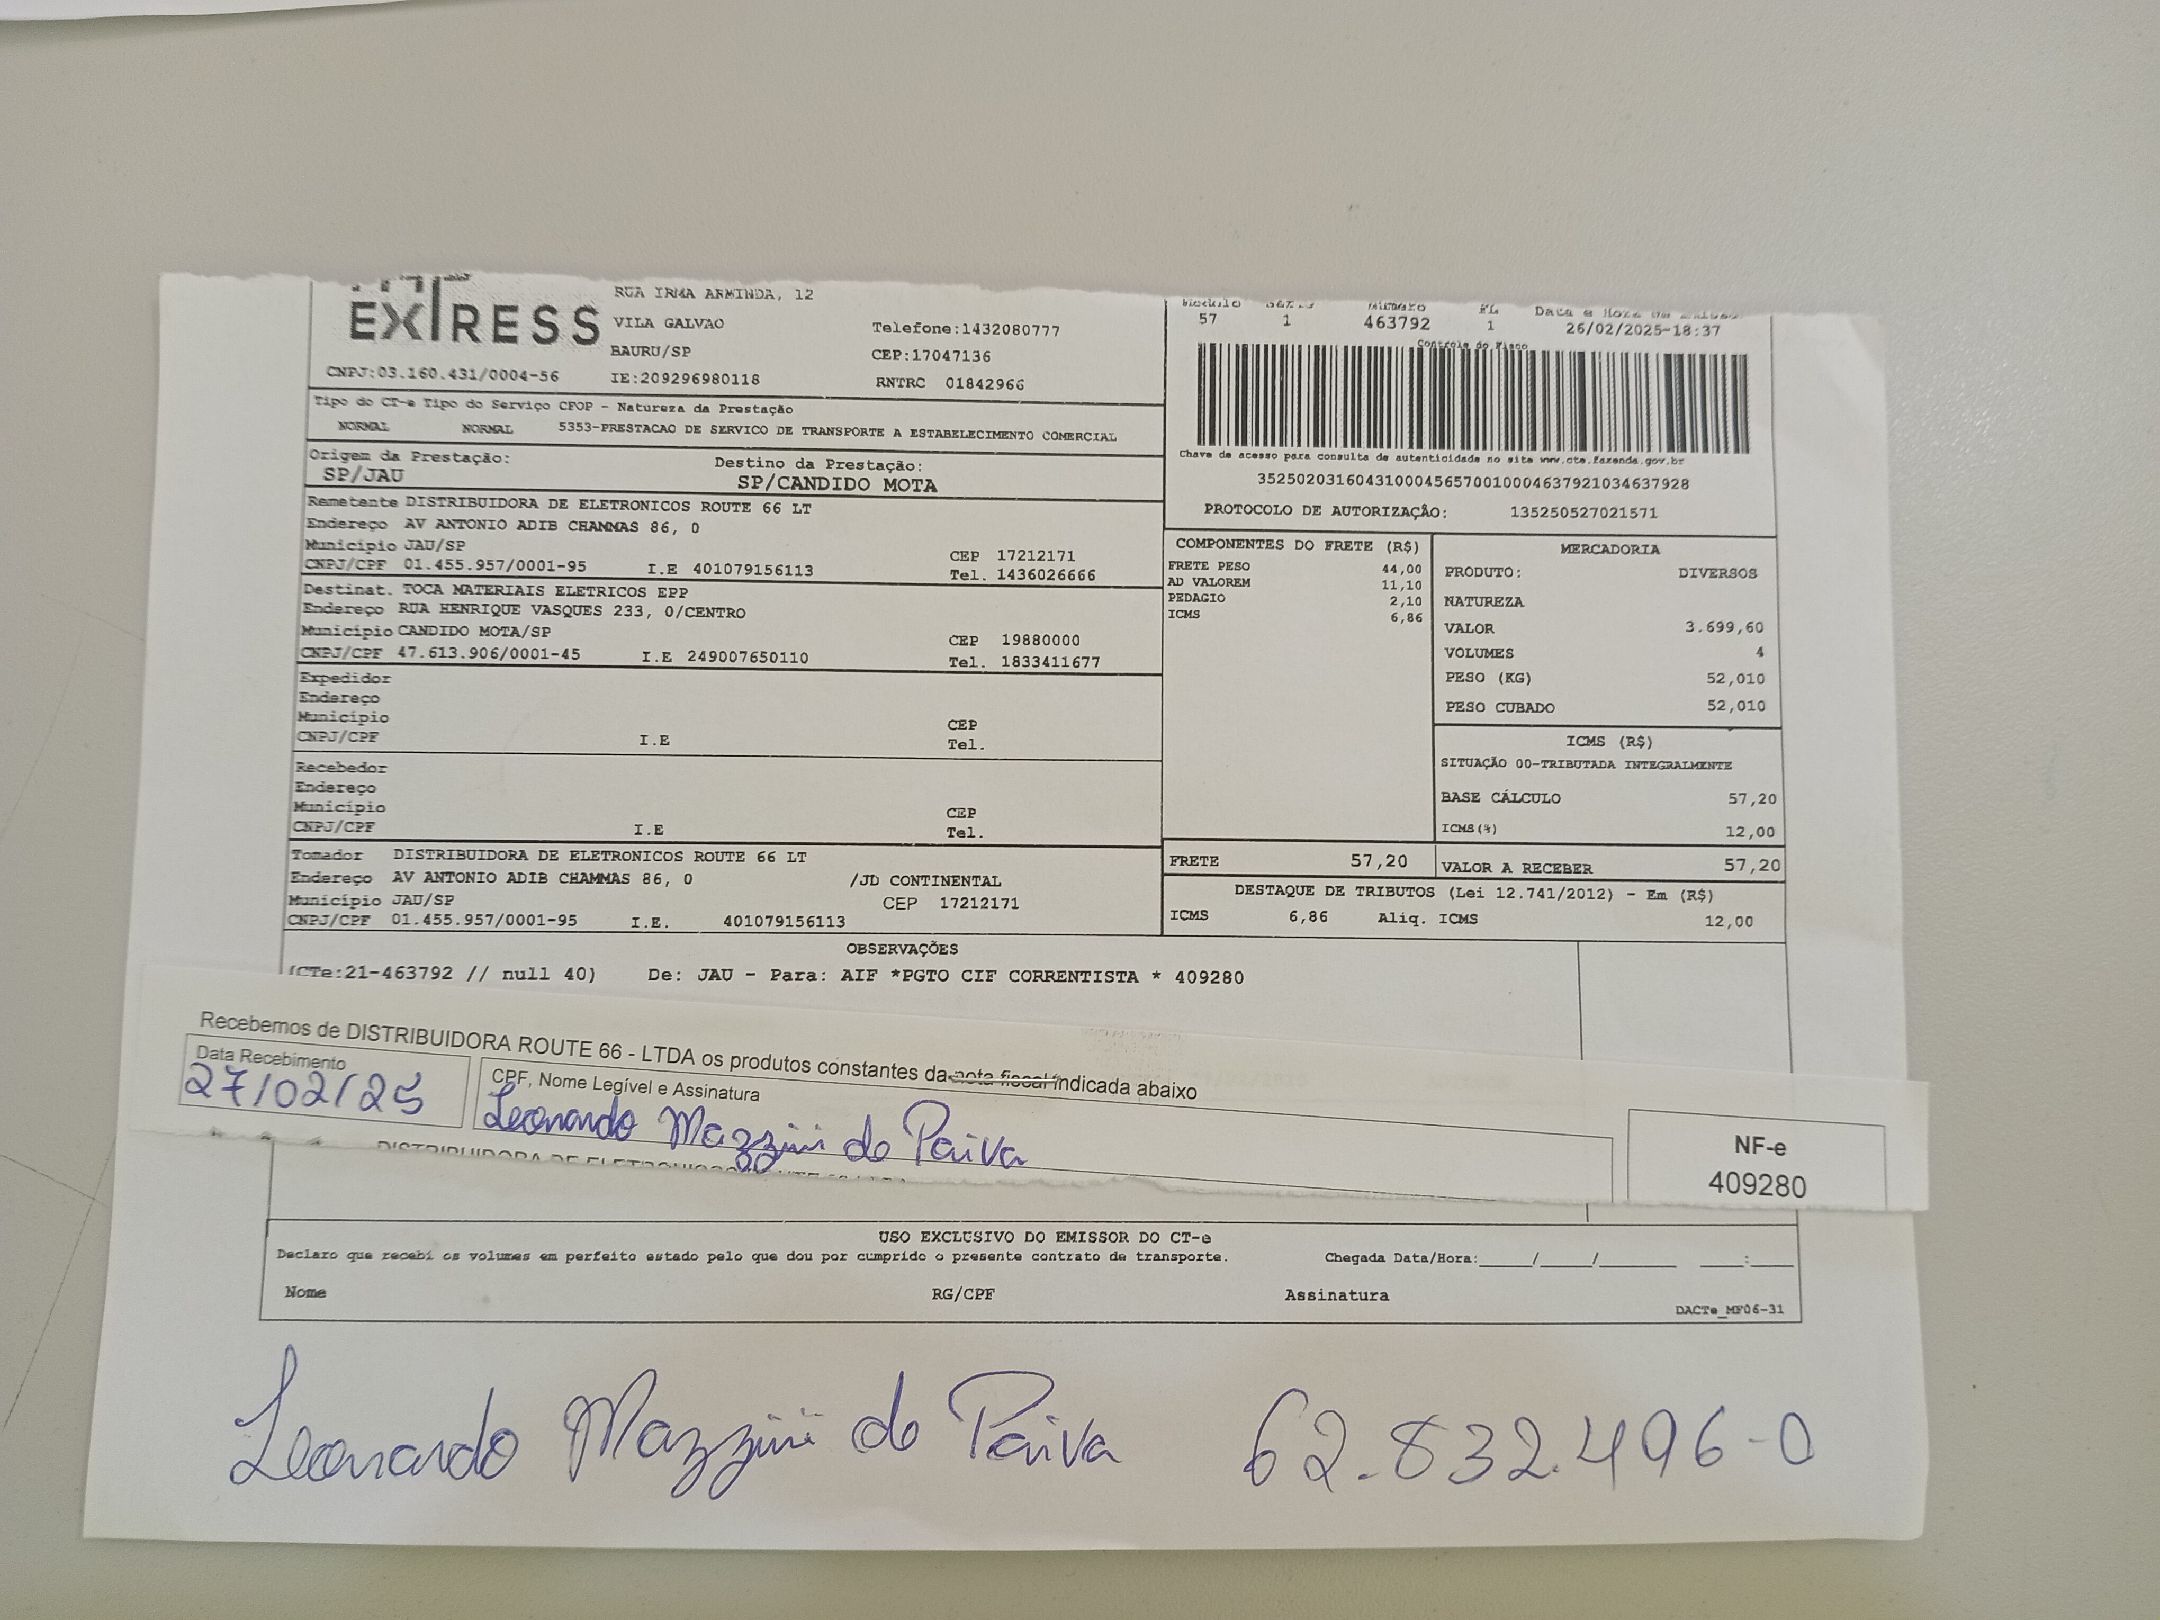 EXTRESS
RUA IRMA ARMINDA, 12
VILA GALVAO
BAURU/SP
Telefone:1432080777
CEP:17047136
CNPJ:03.160.431/0004-56
IE:209296980118
RNTRC 01842966
57 1 463792 1 26/02/2025-18:37
Controle do Fisco
Tipo do CT-e Tipo do Serviço CFOP - Natureza da Prestação
NORMAL NORMAL 5353-PRESTACAO DE SERVICO DE TRANSPORTE A ESTABELECIMENTO COMERCIAL
Origem da Prestação: Destino da Prestação:
SP/JAU SP/CANDIDO MOTA
Chave de acesso para consulta de autenticidade no site www.cte.fazenda.gov.br
35250203160431000456570010004637921034637928
PROTOCOLO DE AUTORIZAÇÃO: 135250527021571
Remetente DISTRIBUIDORA DE ELETRONICOS ROUTE 66 LT
Endereço AV ANTONIO ADIB CHAMMAS 86, 0
Município JAU/SP CEP 17212171
CNPJ/CPF 01.455.957/0001-95 I.E 401079156113 Tel. 1436026666
Destinat. TOCA MATERIAIS ELETRICOS EPP
Endereço RUA HENRIQUE VASQUES 233, 0/CENTRO
Município CANDIDO MOTA/SP CEP 19880000
CNPJ/CPF 47.613.906/0001-45 I.E 249007650110 Tel. 1833411677
Expedidor
Endereço
Município CEP
CNPJ/CPF I.E Tel.
Recebedor
Endereço
Município CEP
CNPJ/CPF I.E Tel.
Tomador DISTRIBUIDORA DE ELETRONICOS ROUTE 66 LT
Endereço AV ANTONIO ADIB CHAMMAS 86, 0 /JD CONTINENTAL
Município JAU/SP CEP 17212171
CNPJ/CPF 01.455.957/0001-95 I.E. 401079156113
COMPONENTES DO FRETE (R$)
FRETE PESO 44,00
AD VALOREM 11,10
PEDAGIO 2,10
ICMS 6,86
MERCADORIA
PRODUTO: DIVERSOS
NATUREZA
VALOR 3.699,60
VOLUMES 4
PESO (KG) 52,010
PESO CUBADO 52,010
ICMS (R$)
SITUAÇÃO 00-TRIBUTADA INTEGRALMENTE
BASE CÁLCULO 57,20
ICMS(%) 12,00
FRETE 57,20 VALOR A RECEBER 57,20
DESTAQUE DE TRIBUTOS (Lei 12.741/2012) - Em (R$)
ICMS 6,86 Aliq. ICMS 12,00
OBSERVAÇÕES
(CTe:21-463792 // null 40) De: JAU - Para: AIF *PGTO CIF CORRENTISTA * 409280
Recebemos de DISTRIBUIDORA ROUTE 66 - LTDA os produtos constantes da nota fiscal indicada abaixo
Data Recebimento CPF, Nome Legível e Assinatura
27/02/25 Leonardo Mazzini de Paiva
NF-e
409280
USO EXCLUSIVO DO EMISSOR DO CT-e
Declaro que recebi os volumes em perfeito estado pelo que dou por cumprido o presente contrato de transporte. Chegada Data/Hora:_____/_____/_______ ____:____
Nome RG/CPF Assinatura
DACTe_MF06-31
Leonardo Mazzini de Paiva 62.832.496-0